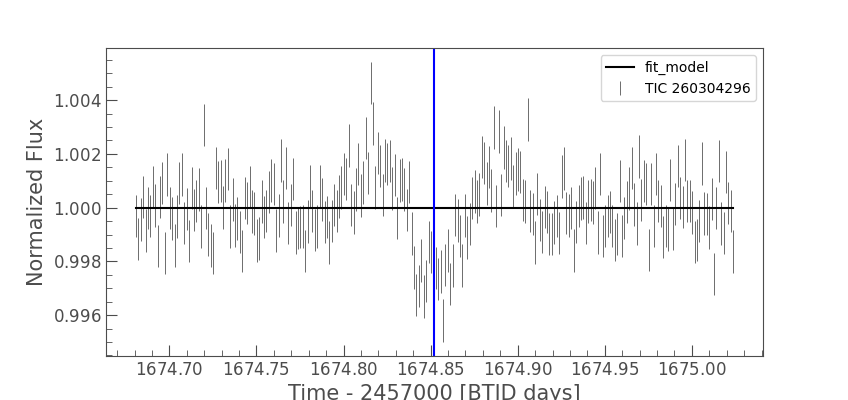 fit_model
TIC 260304296
1.004
1.002
1.000
0.998
0.996
Normalized Flux
1674.70 1674.75 1674.80 1674.85 1674.90 1674.95 1675.00
Time - 2457000 [BTJD days]